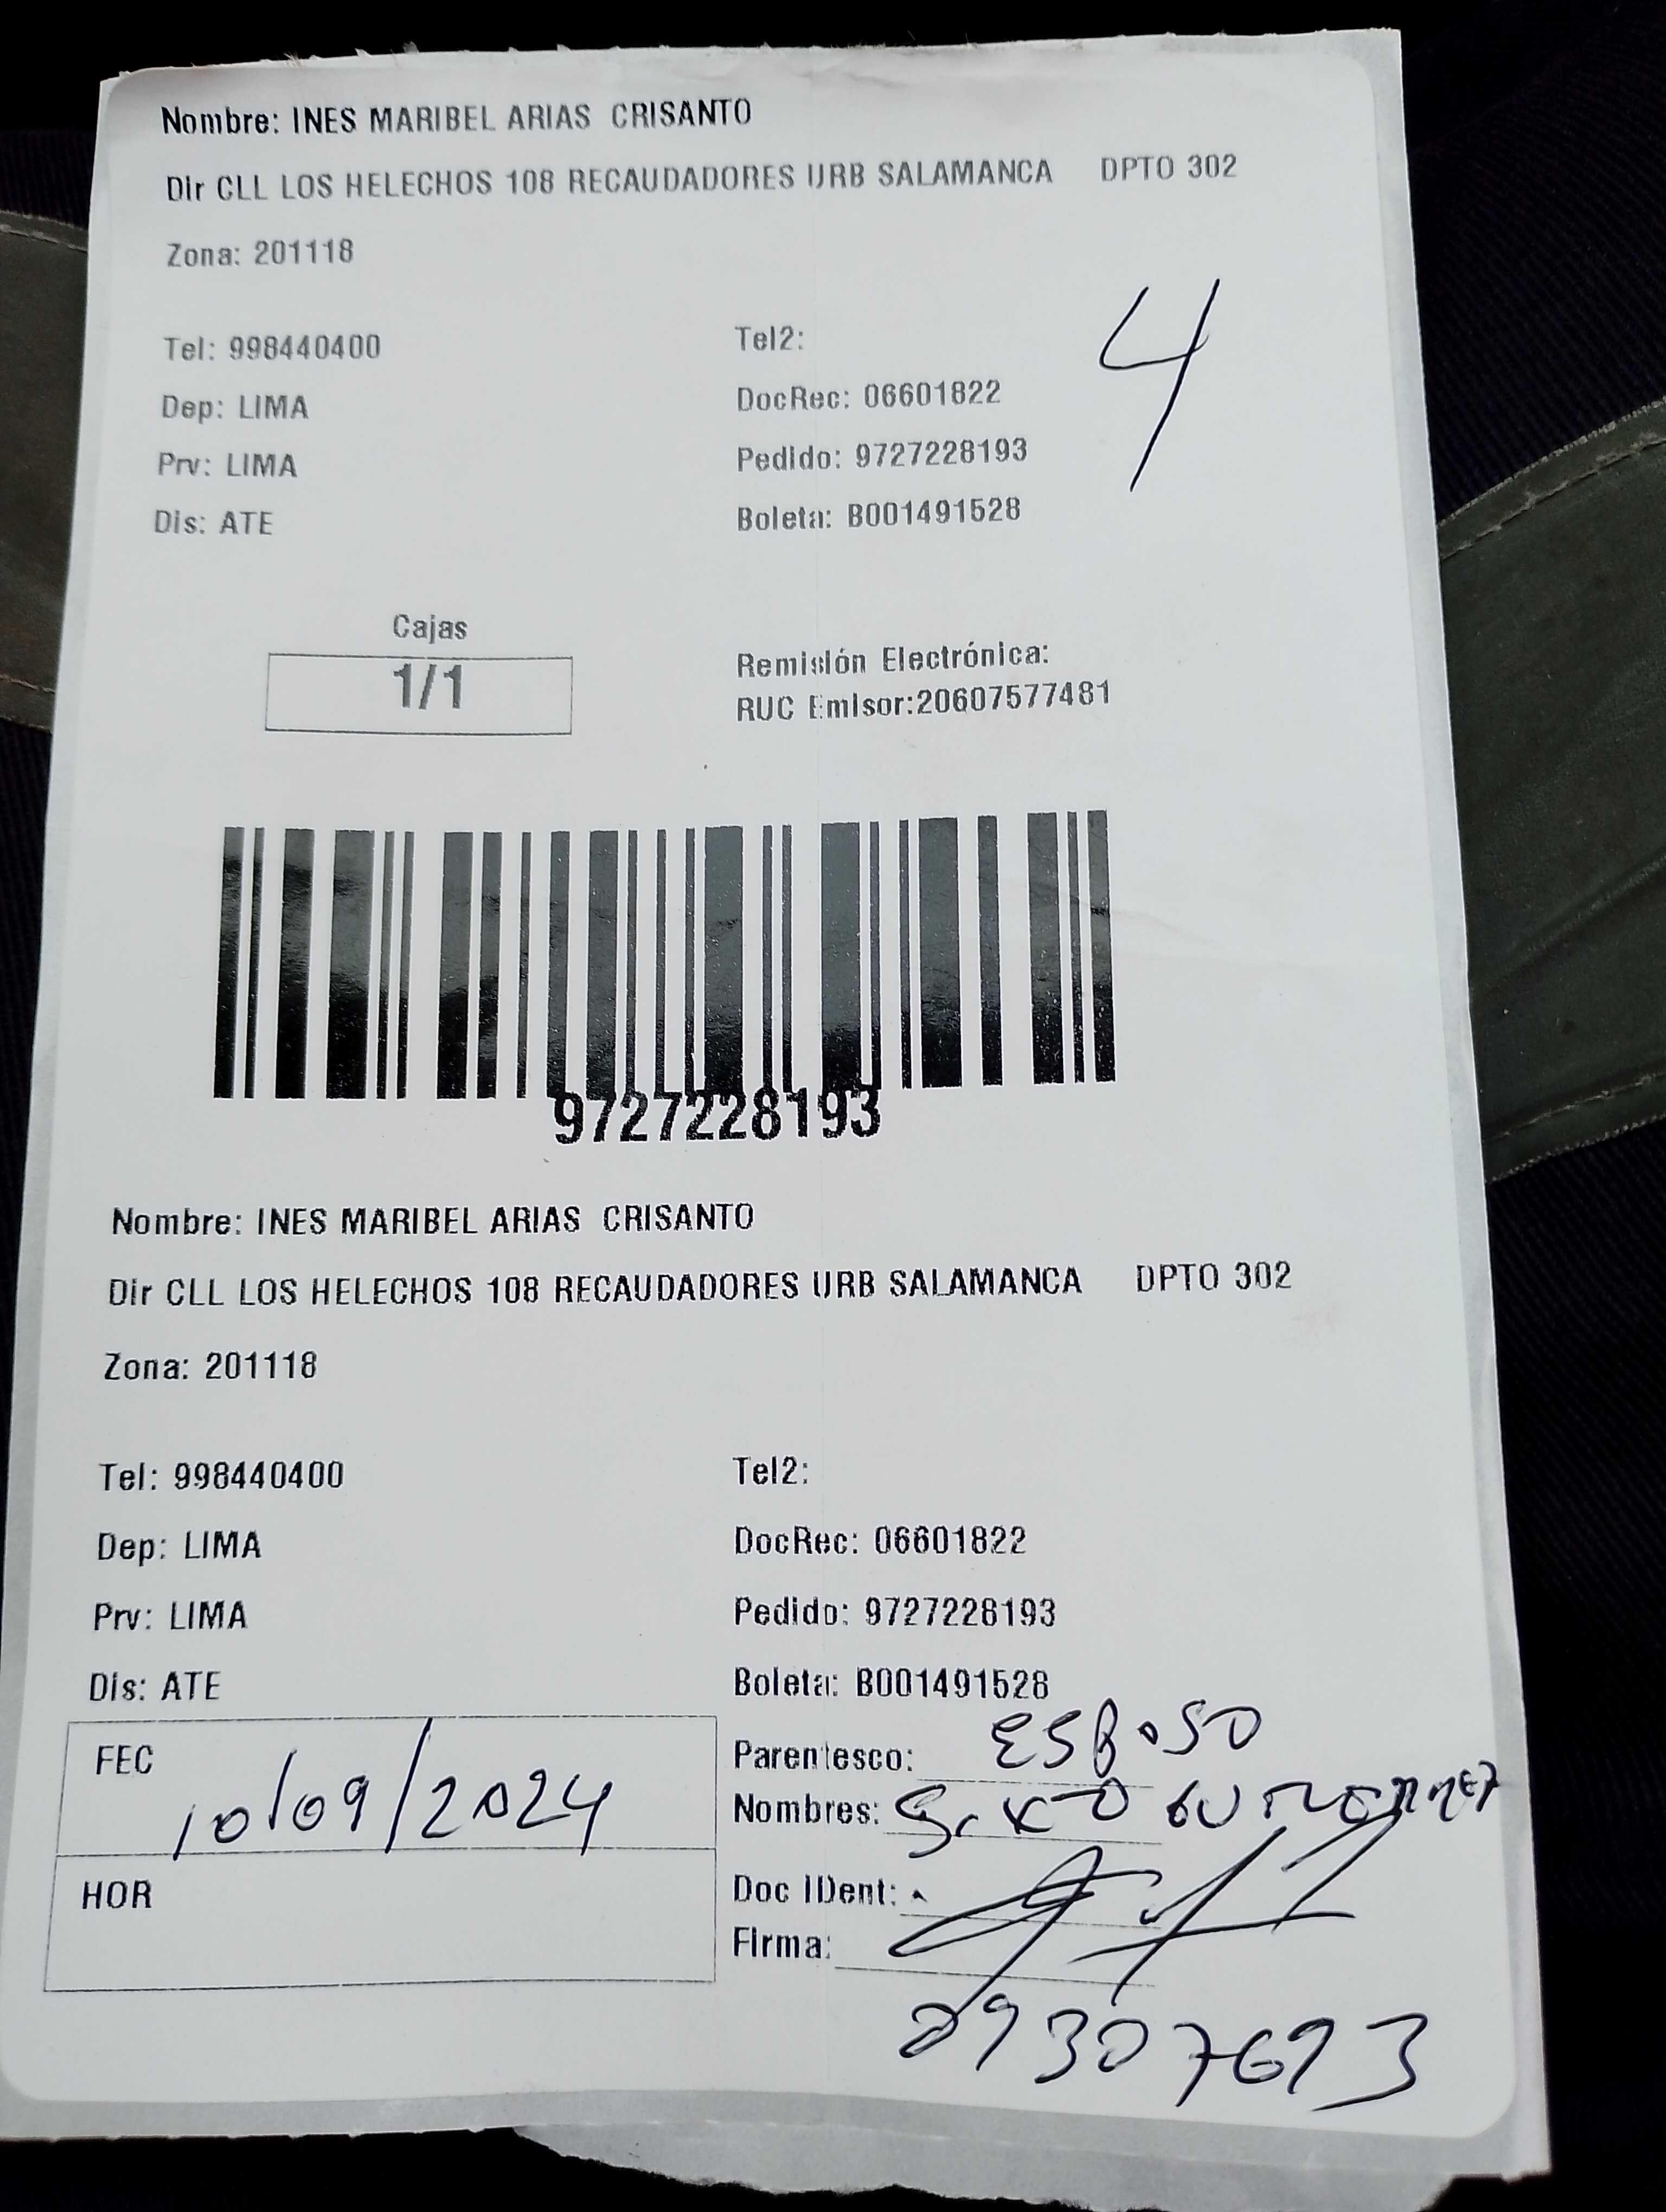 Nombre: INES MARIBEL ARIAS CRISANTO
Dir CLL LOS HELECHOS 108 RECAUDADORES URB SALAMANCA DPTO 302
Zona: 201118
Tel: 998440400 Tel2:
4
Dep: LIMA DocRec: 06601822
Prv: LIMA Pedido: 9727228193
Dis: ATE Boleta: B001491528
Cajas
1/1
Remisión Electrónica:
RUC Emisor:20607577481
9727228193
Nombre: INES MARIBEL ARIAS CRISANTO
Dir CLL LOS HELECHOS 108 RECAUDADORES URB SALAMANCA DPTO 302
Zona: 201118
Tel: 998440400 Tel2:
Dep: LIMA DocRec: 06601822
Prv: LIMA Pedido: 9727228193
Dis: ATE Boleta: B001491528
FEC 10/09/2024
HOR
Parentesco: ESPOSO
Nombres:
Doc IDent:
Firma:
09307693